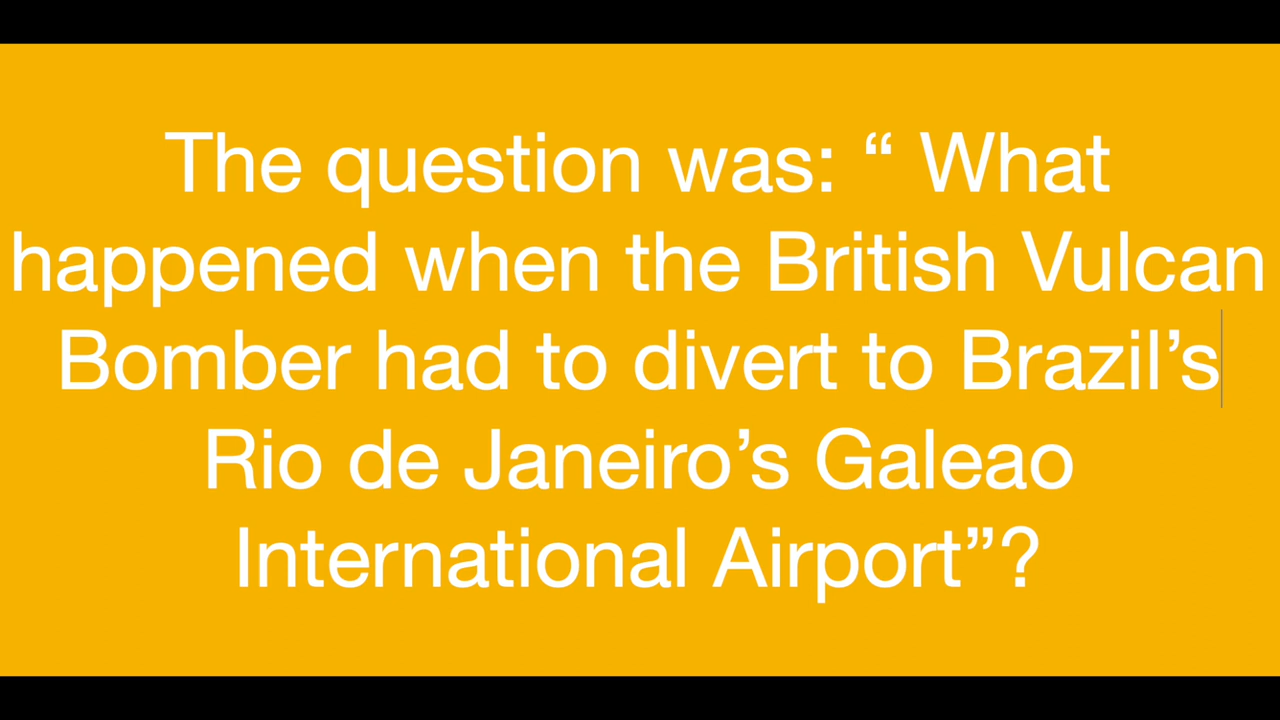 The question was: “ What
happened when the British Vulcan
Bomber had to divert to Brazil’s
Rio de Janeiro’s Galeao
International Airport”?